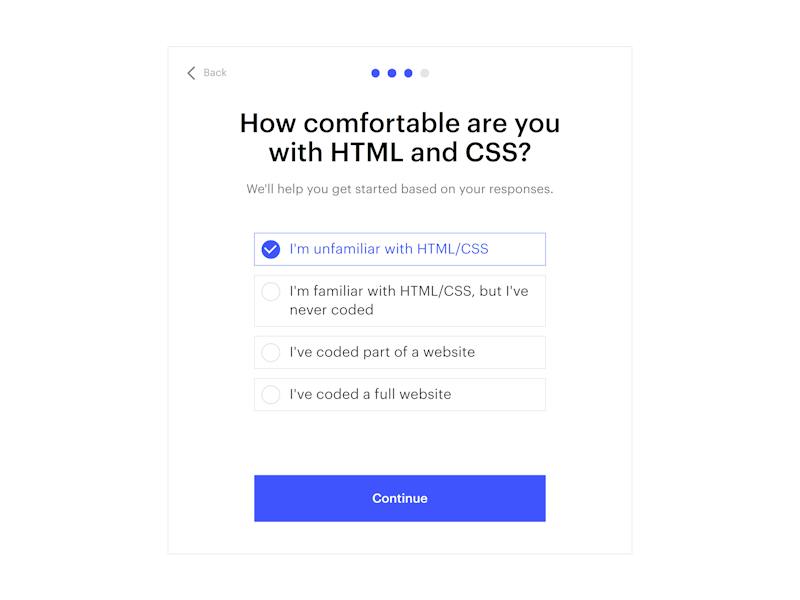 Back
How comfortable are you
with HTML and CSS?
We'll help you get started based on your responses.
I'm unfamiliar with HTML/CSS
I'm familiar with HTML/CSS, but I've
never coded
I've coded part of a website
I've coded a full website
Continue